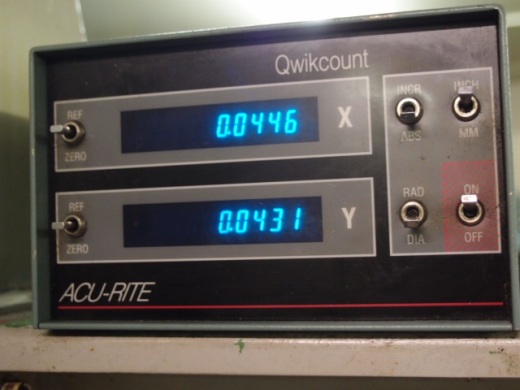 Qwikcount
REF
ZERO
0.0446
X
INCR
ABS
INCH
MM
REF
ZERO
0.0431
Y
RAD
DIA
ON
OFF
ACU-RITE